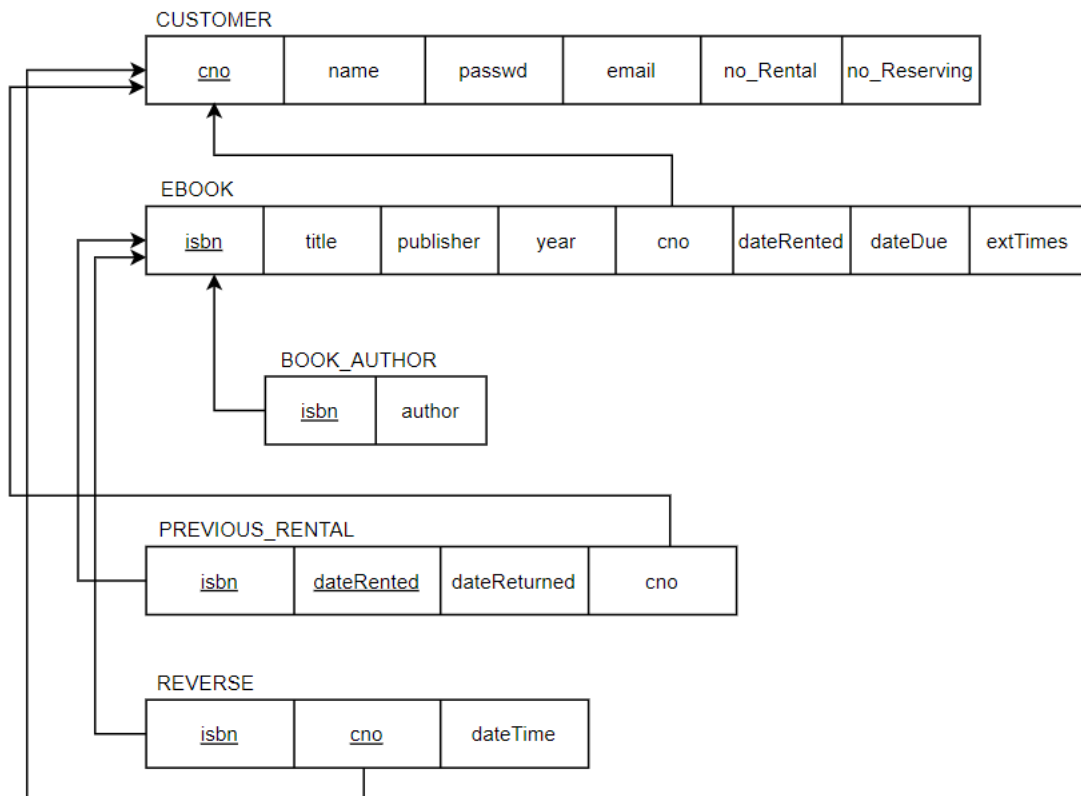 CUSTOMER
cno name passwd email no_Rental no_Reserving
EBOOK
isbn title publisher year cno dateRented dateDue extTimes
BOOK_AUTHOR
isbn author
PREVIOUS_RENTAL
isbn dateRented dateReturned cno
REVERSE
isbn cno dateTime